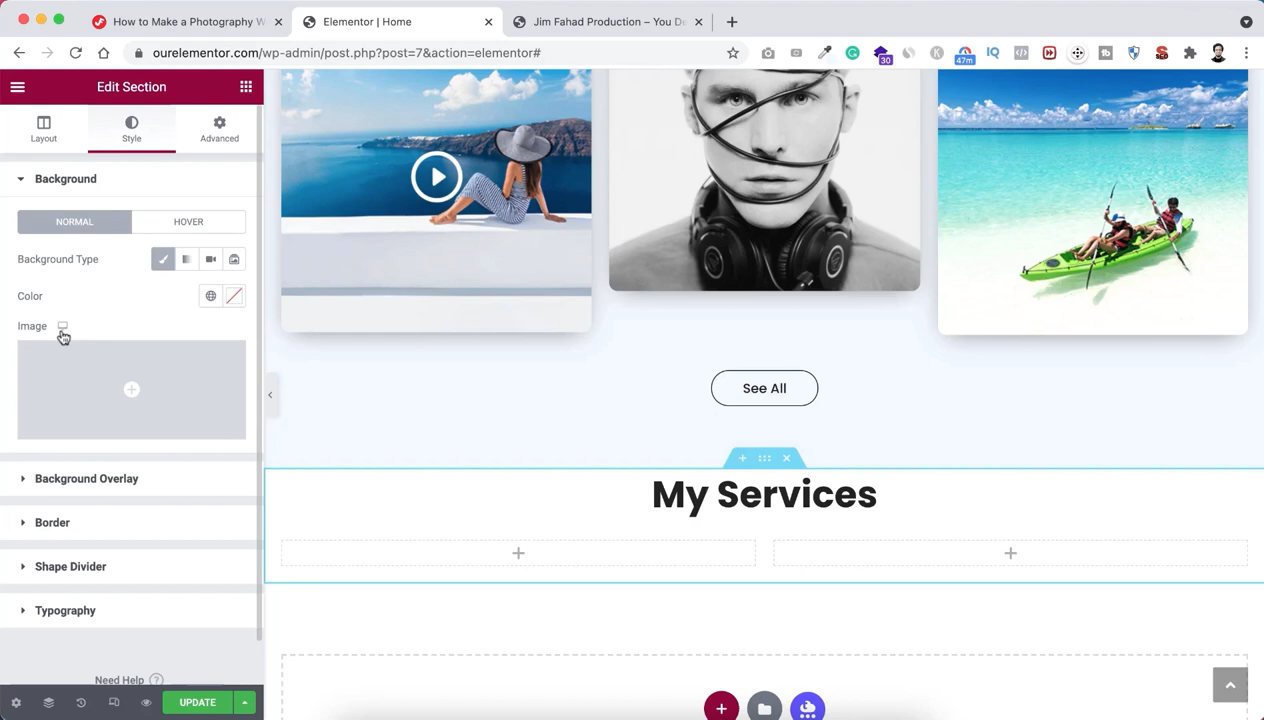 How to Make a Photography W
Elementor | Home
Jim Fahad Production – You De
ourelementor.com/wp-admin/post.php?post=7&action=elementor#
30
47m
IQ
Edit Section
Layout
Style
Advanced
Background
NORMAL
HOVER
Background Type
Color
Image
Background Overlay
Border
Shape Divider
Typography
Need Help
UPDATE
See All
My Services